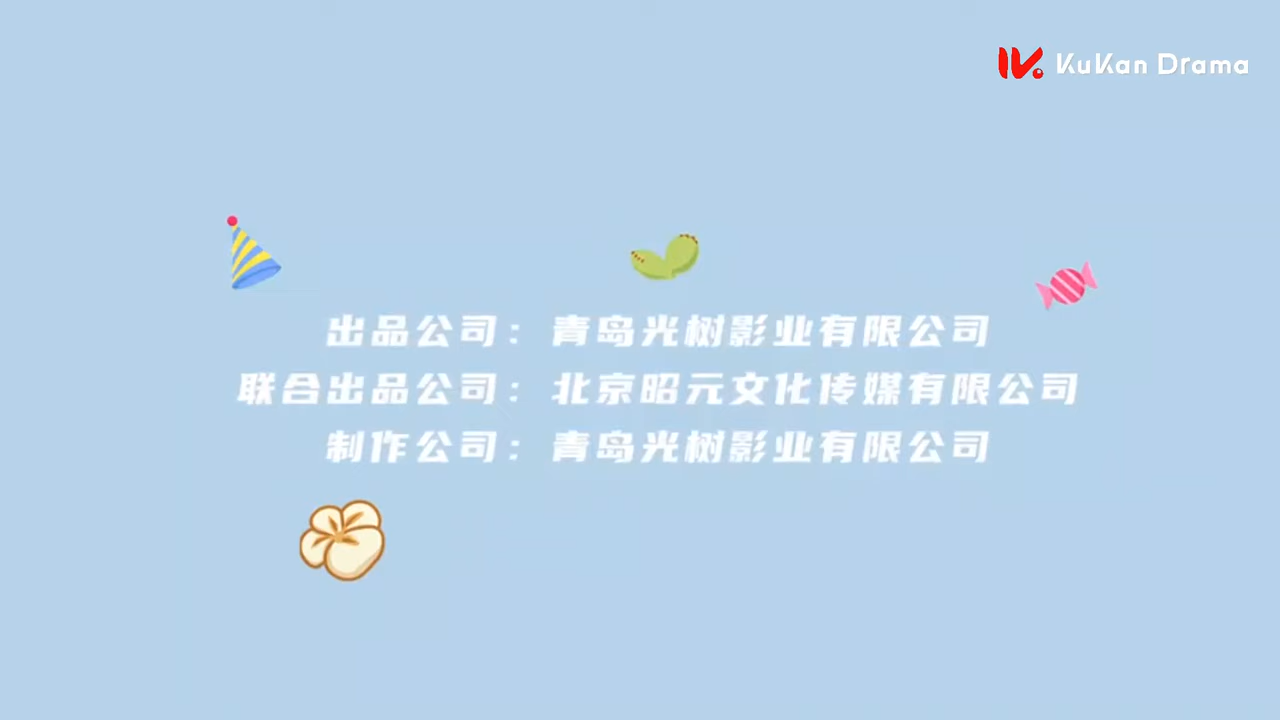 KuKan Drama
出品公司：青岛光树影业有限公司
联合出品公司：北京昭元文化传媒有限公司
制作公司：青岛光树影业有限公司